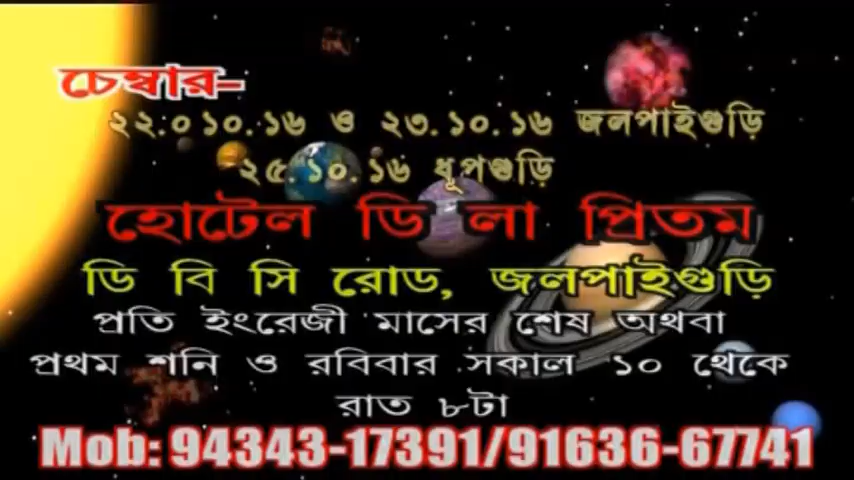 চেম্বার-
২২.০১০.১৬ ও ২৩.১০.১৬ জলপাইগুড়ি
২৫.১০.১৬ ধূপগুড়ি
হোটেল ডি লা প্রিতম
ডি বি সি রোড, জলপাইগুড়ি
প্রতি ইংরেজী মাসের শেষ অথবা
প্রথম শনি ও রবিবার সকাল ১০ থেকে
রাত ৮টা
Mob: 94343-17391/91636-67741